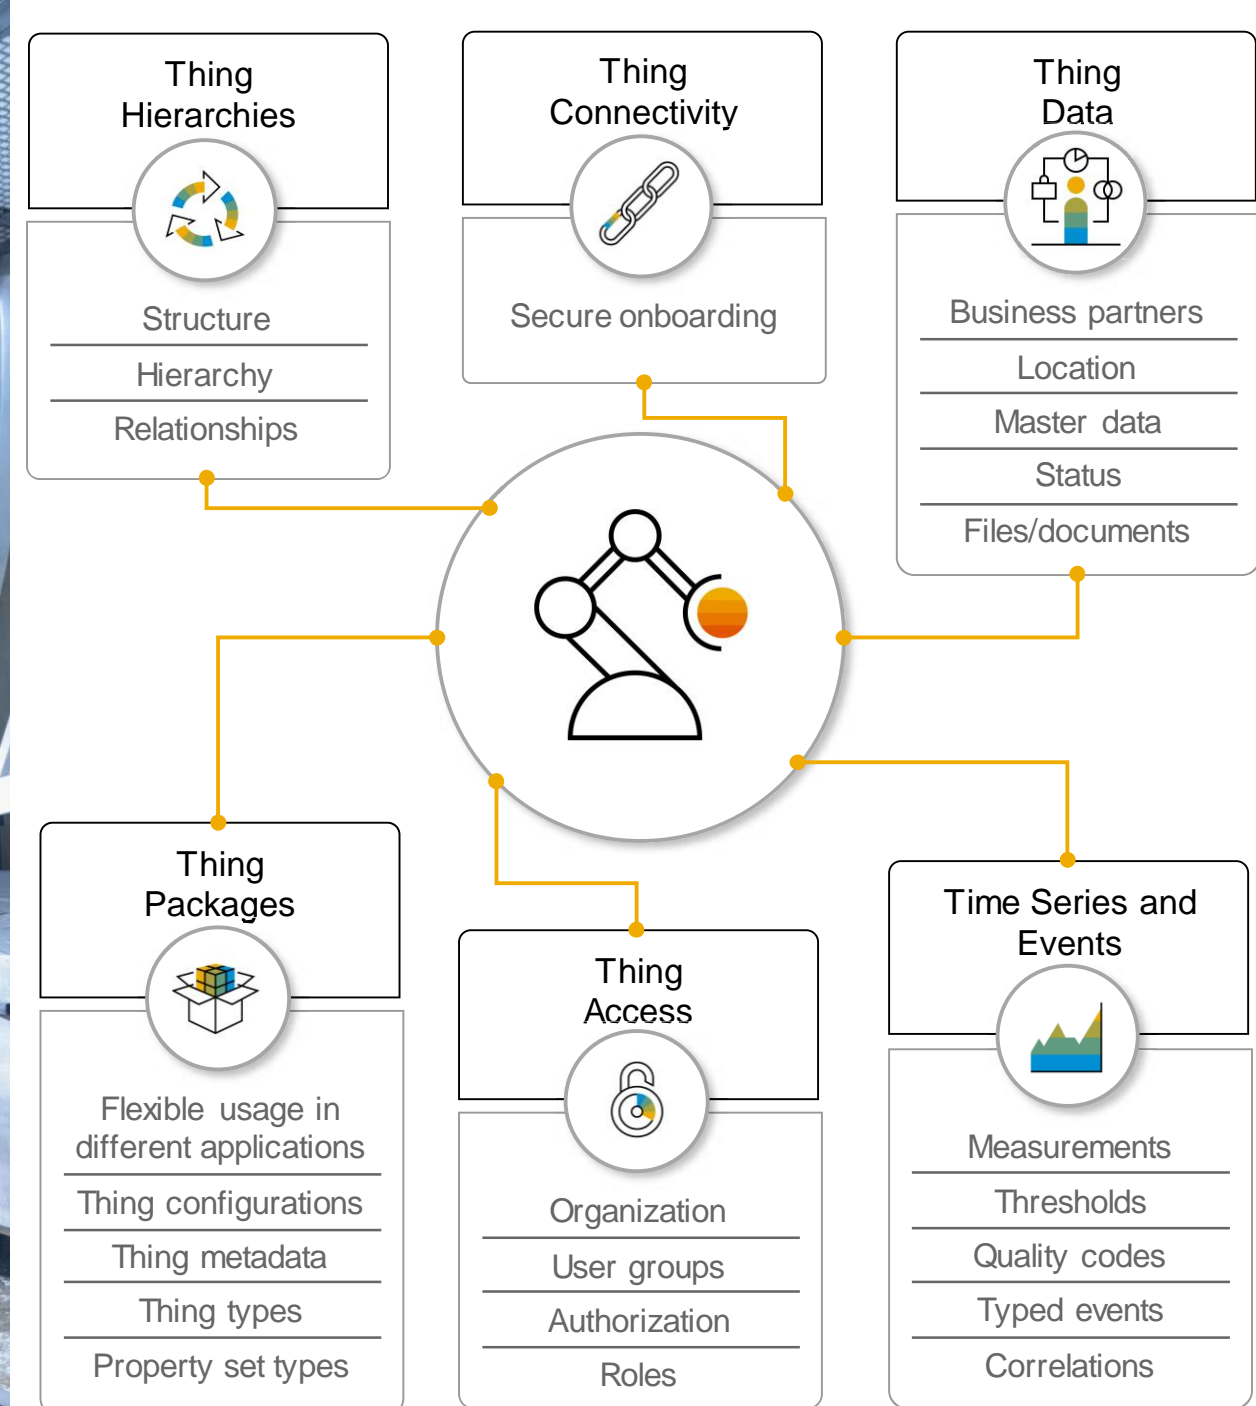 Thing
Hierarchies
Structure
Hierarchy
Relationships
Thing
Connectivity
Secure onboarding
Thing
Data
Business partners
Location
Master data
Status
Files/documents
Thing
Packages
Flexible usage in
different applications
Thing configurations
Thing metadata
Thing types
Property set types
Thing
Access
Organization
User groups
Authorization
Roles
Time Series and
Events
Measurements
Thresholds
Quality codes
Typed events
Correlations